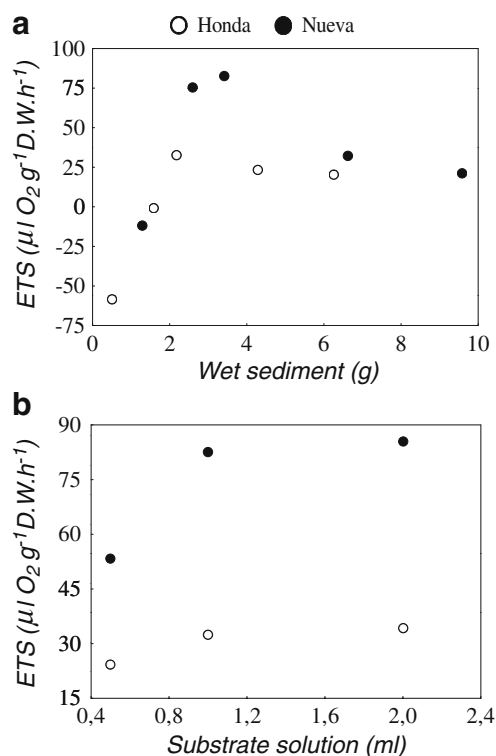 a
Honda Nueva
ETS (µl O₂ g⁻¹ D.W.h⁻¹)
100
75
50
25
0
-25
-50
-75
0 2 4 6 8 10
Wet sediment (g)
b
ETS (µl O₂ g⁻¹ D.W.h⁻¹)
90
75
60
45
30
15
0,4 0,8 1,2 1,6 2,0 2,4
Substrate solution (ml)